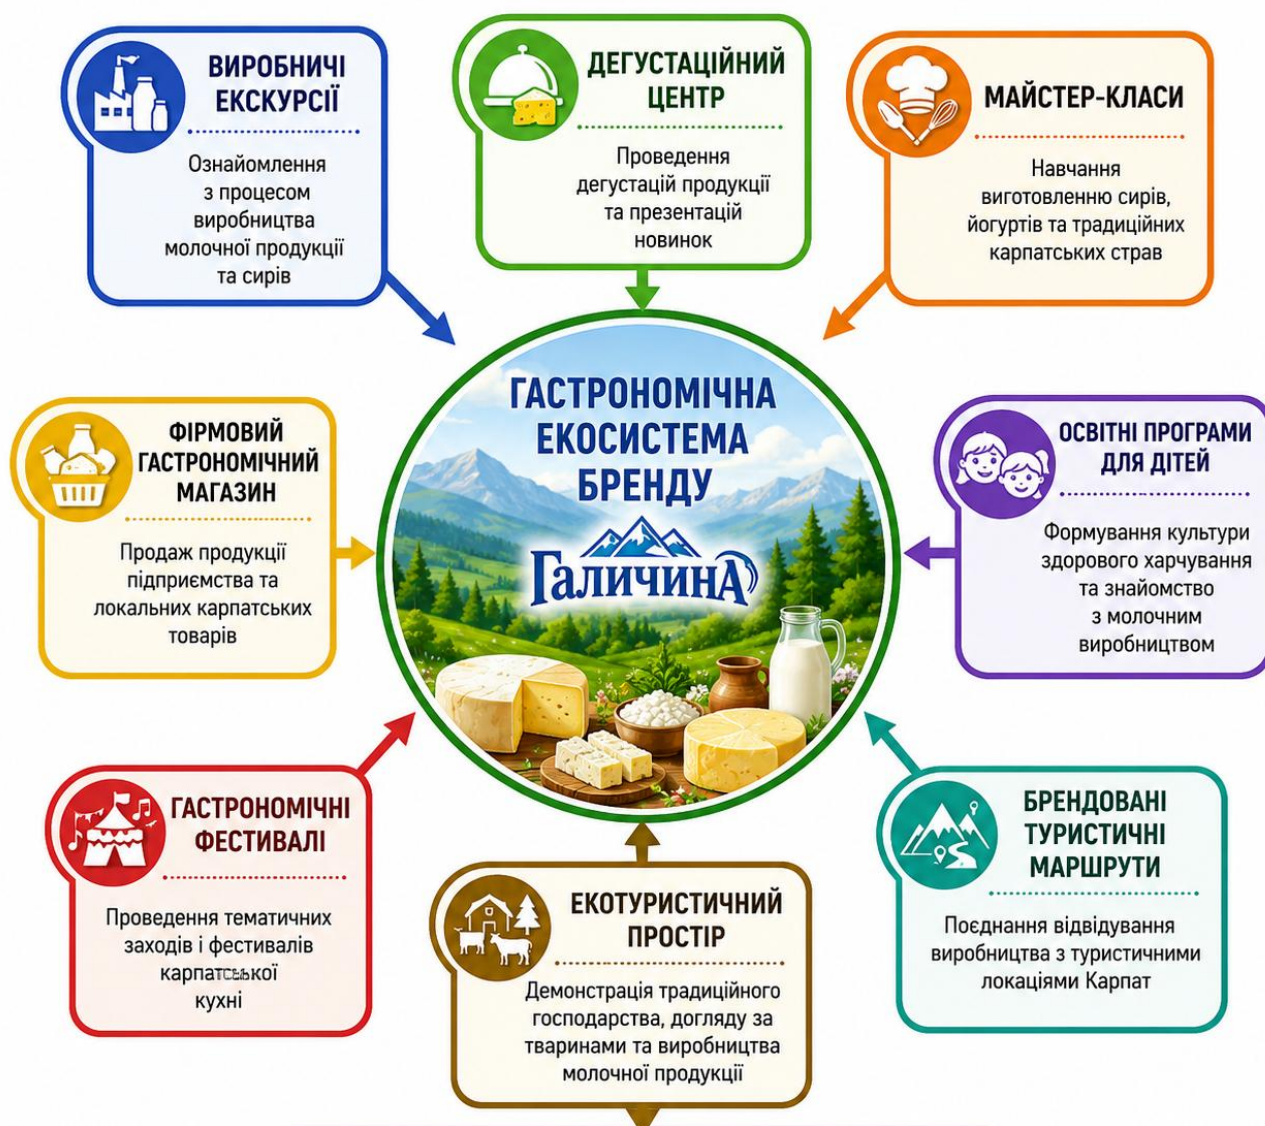 ВИРОБНИЧІ
ЕКСКУРСІЇ
Ознайомлення
з процесом
виробництва
молочної продукції
та сирів
ДЕГУСТАЦІЙНИЙ
ЦЕНТР
Проведення
дегустацій продукції
та презентацій
новинок
МАЙСТЕР-КЛАСИ
Навчання
виготовленню сирів,
йогуртів та традиційних
карпатських страв
ФІРМОВИЙ
ГАСТРОНОМІЧНИЙ
МАГАЗИН
Продаж продукції
підприємства та
локальних карпатських
товарів
ГАСТРОНОМІЧНА
ЕКОСИСТЕМА
БРЕНДУ
ГаличинА
ОСВІТНІ ПРОГРАМИ
ДЛЯ ДІТЕЙ
Формування культури
здорового харчування
та знайомство
з молочним
виробництвом
ГАСТРОНОМІЧНІ
ФЕСТИВАЛІ
Проведення тематичних
заходів і фестивалів
карпатської
кухні
ЕКОТУРИСТИЧНИЙ
ПРОСТІР
Демонстрація традиційного
господарства, догляду за
тваринами та виробництва
молочної продукції
БРЕНДОВАНІ
ТУРИСТИЧНІ
МАРШРУТИ
Поєднання відвідування
виробництва з туристичними
локаціями Карпат